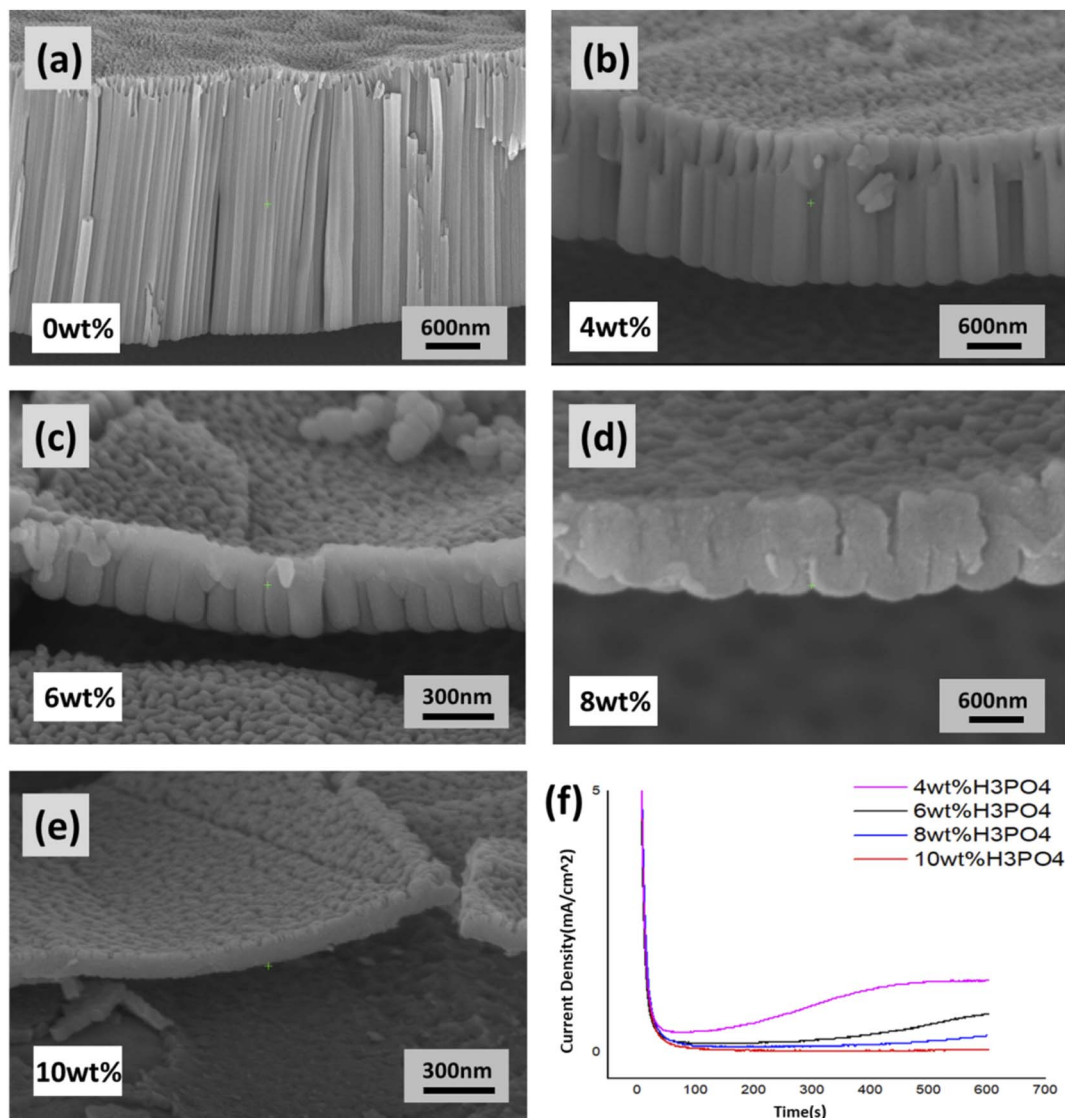 (a)
0wt%
600nm
(b)
4wt%
600nm
(c)
6wt%
300nm
(d)
8wt%
600nm
(e)
10wt%
300nm
(f)
4wt%H3PO4
6wt%H3PO4
8wt%H3PO4
10wt%H3PO4
Current Density(mA/cm^2)
5
0
0 100 200 300 400 500 600 700
Time(s)